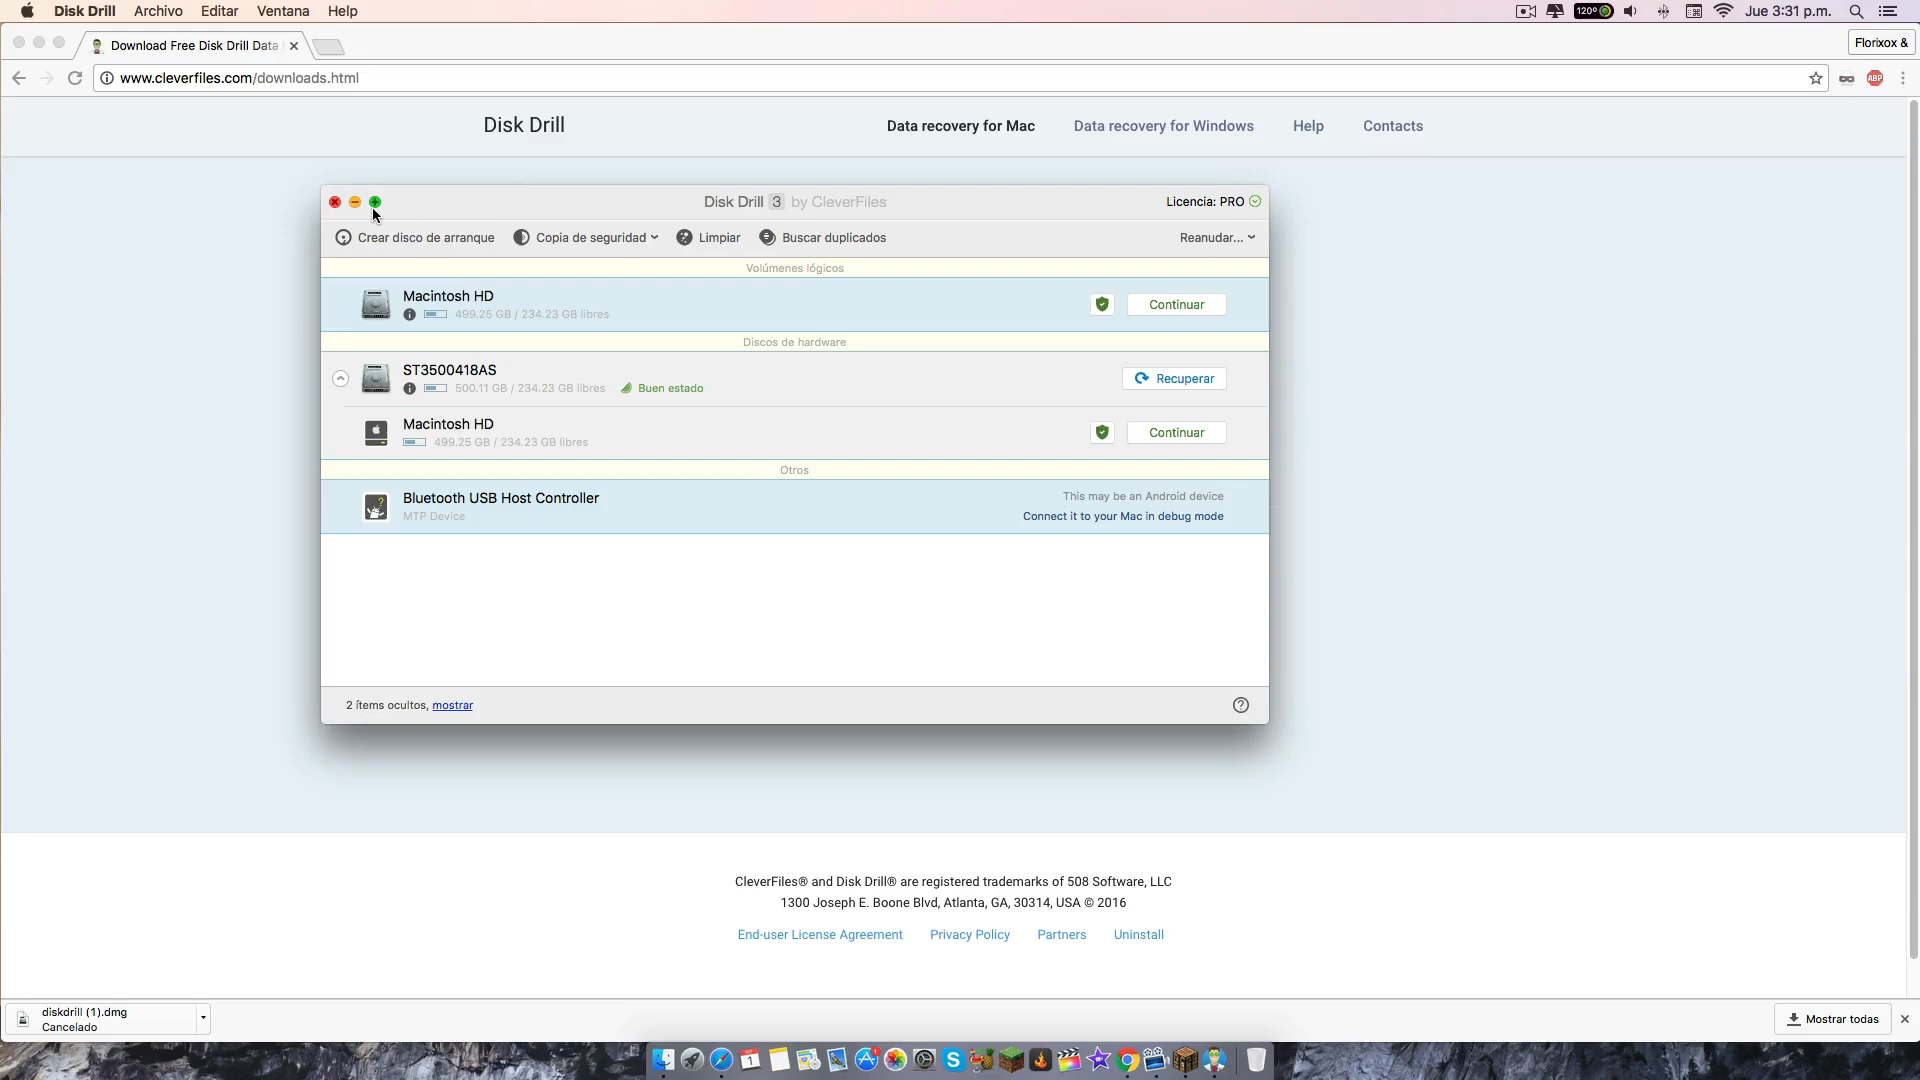 Disk Drill Archivo Editar Ventana Help 120° Jue 3:31 p.m.
Download Free Disk Drill Data
Florixox &
www.cleverfiles.com/downloads.html ABP
Disk Drill Data recovery for Mac Data recovery for Windows Help Contacts
Disk Drill 3 by CleverFiles Licencia: PRO
Crear disco de arranque Copia de seguridad Limpiar Buscar duplicados Reanudar...
Volúmenes lógicos
Macintosh HD
499.25 GB / 234.23 GB libres Continuar
Discos de hardware
ST3500418AS
500.11 GB / 234.23 GB libres Buen estado Recuperar
Macintosh HD
499.25 GB / 234.23 GB libres Continuar
Otros
Bluetooth USB Host Controller This may be an Android device
MTP Device Connect it to your Mac in debug mode
2 ítems ocultos, mostrar
CleverFiles® and Disk Drill® are registered trademarks of 508 Software, LLC
1300 Joseph E. Boone Blvd, Atlanta, GA, 30314, USA © 2016
End-user License Agreement Privacy Policy Partners Uninstall
diskdrill (1).dmg
Cancelado
Mostrar todas